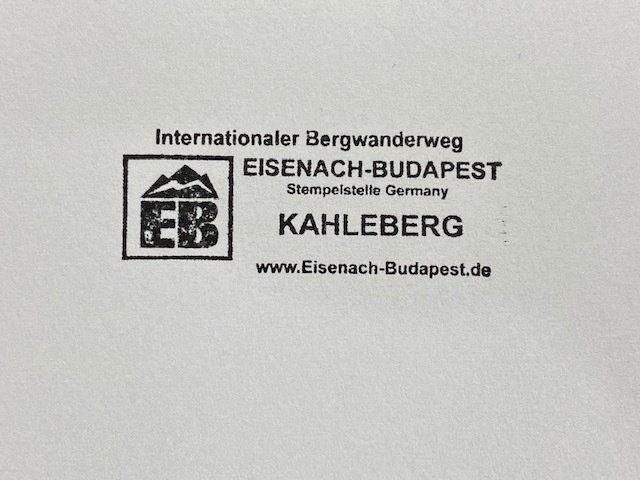 Internationaler Bergwanderweg
EISENACH-BUDAPEST
Stempelstelle Germany
EB
KAHLEBERG
www.Eisenach-Budapest.de